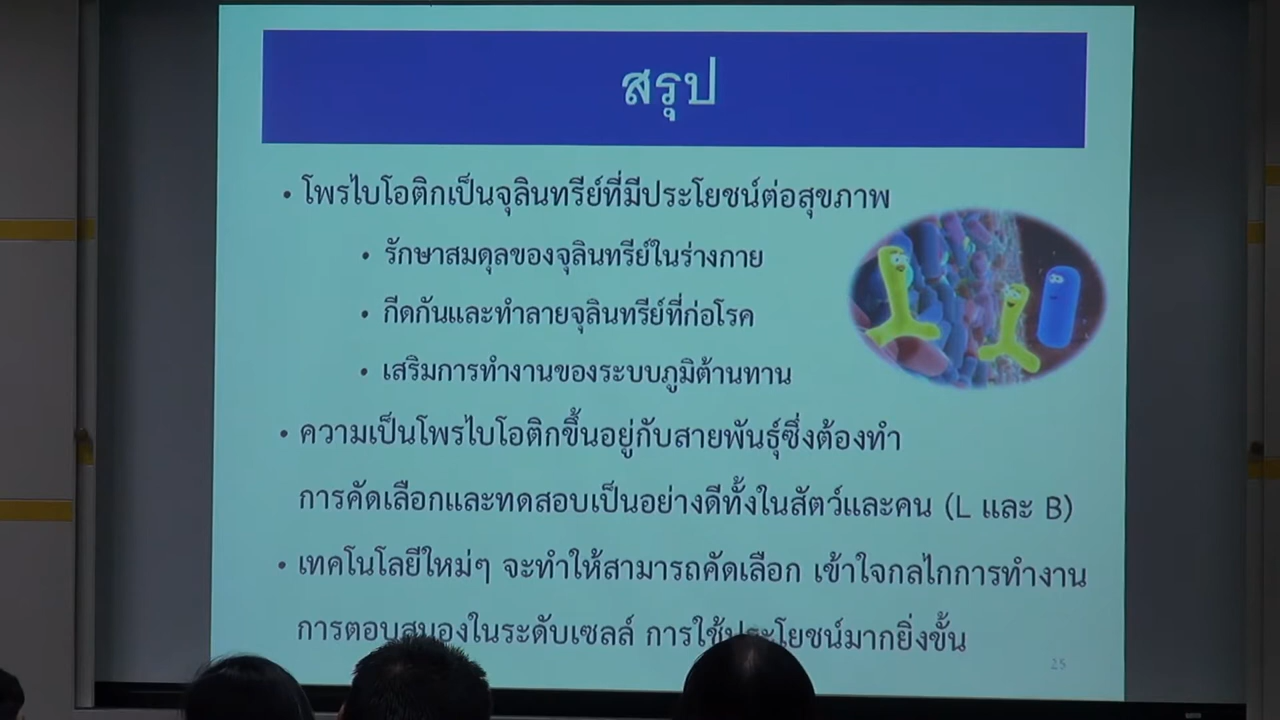 สรุป
• โพรไบโอติกเป็นจุลินทรีย์ที่มีประโยชน์ต่อสุขภาพ
• รักษาสมดุลของจุลินทรีย์ในร่างกาย
• กีดกันและทำลายจุลินทรีย์ที่ก่อโรค
• เสริมการทำงานของระบบภูมิต้านทาน
• ความเป็นโพรไบโอติกขึ้นอยู่กับสายพันธุ์ซึ่งต้องทำ
การคัดเลือกและทดสอบเป็นอย่างดีทั้งในสัตว์และคน (L และ B)
• เทคโนโลยีใหม่ๆ จะทำให้สามารถคัดเลือก เข้าใจกลไกการทำงาน
การตอบสนองในระดับเซลล์ การใช้ประโยชน์มากยิ่งขั้น
25